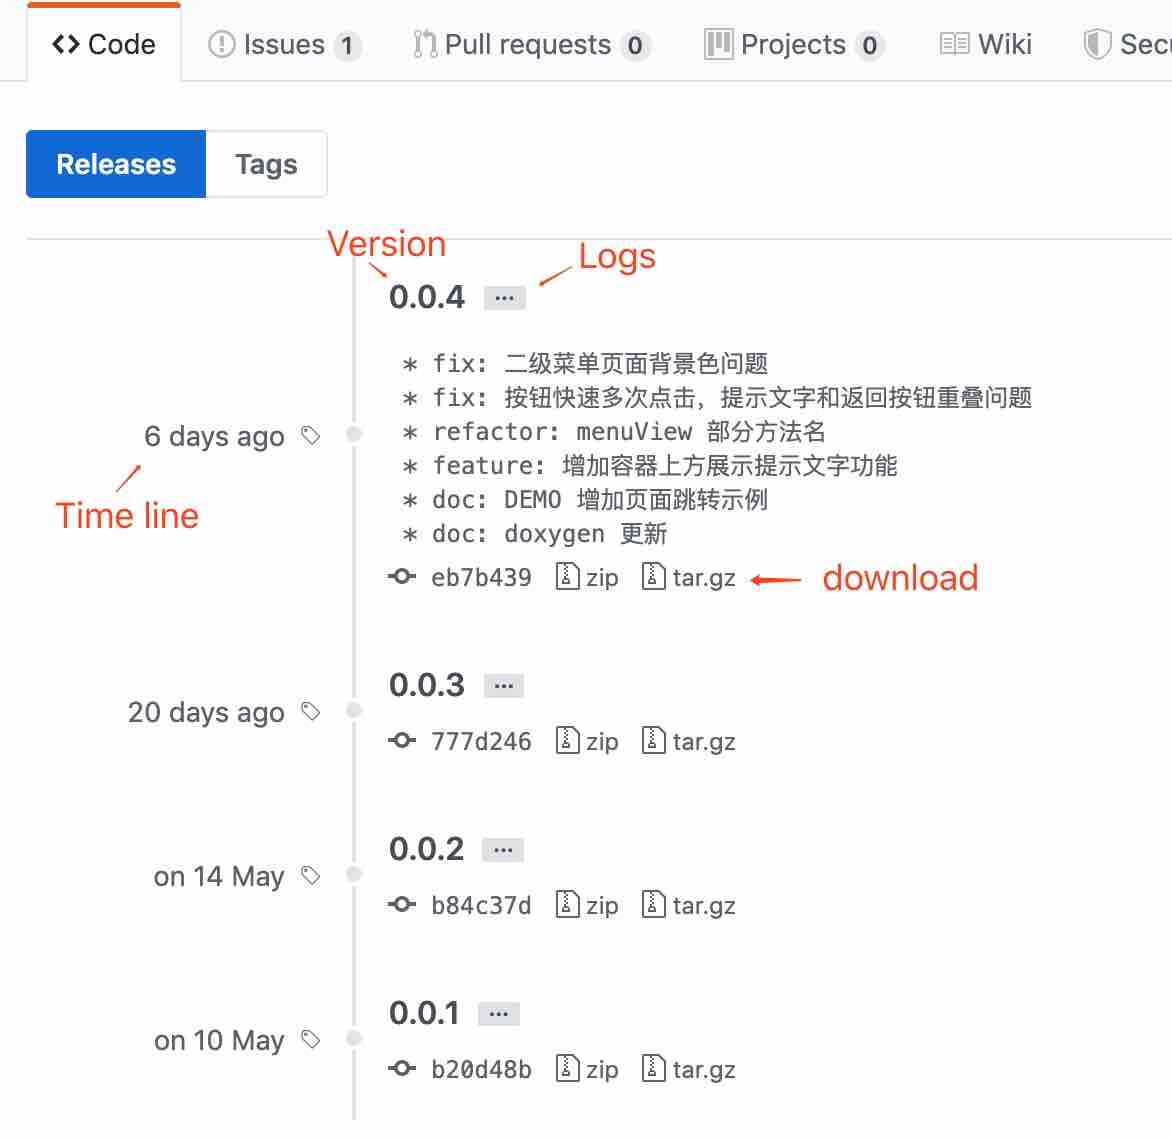 <> Code Issues 1 Pull requests 0 Projects 0 Wiki Secu
Releases Tags
Version
Logs
0.0.4 ...
* fix: 二级菜单页面背景色问题
* fix: 按钮快速多次点击，提示文字和返回按钮重叠问题
* refactor: menuView 部分方法名
6 days ago
* feature: 增加容器上方展示提示文字功能
* doc: DEMO 增加页面跳转示例
Time line
* doc: doxygen 更新
eb7b439 zip tar.gz download
0.0.3 ...
20 days ago
777d246 zip tar.gz
0.0.2 ...
on 14 May
b84c37d zip tar.gz
0.0.1 ...
on 10 May
b20d48b zip tar.gz